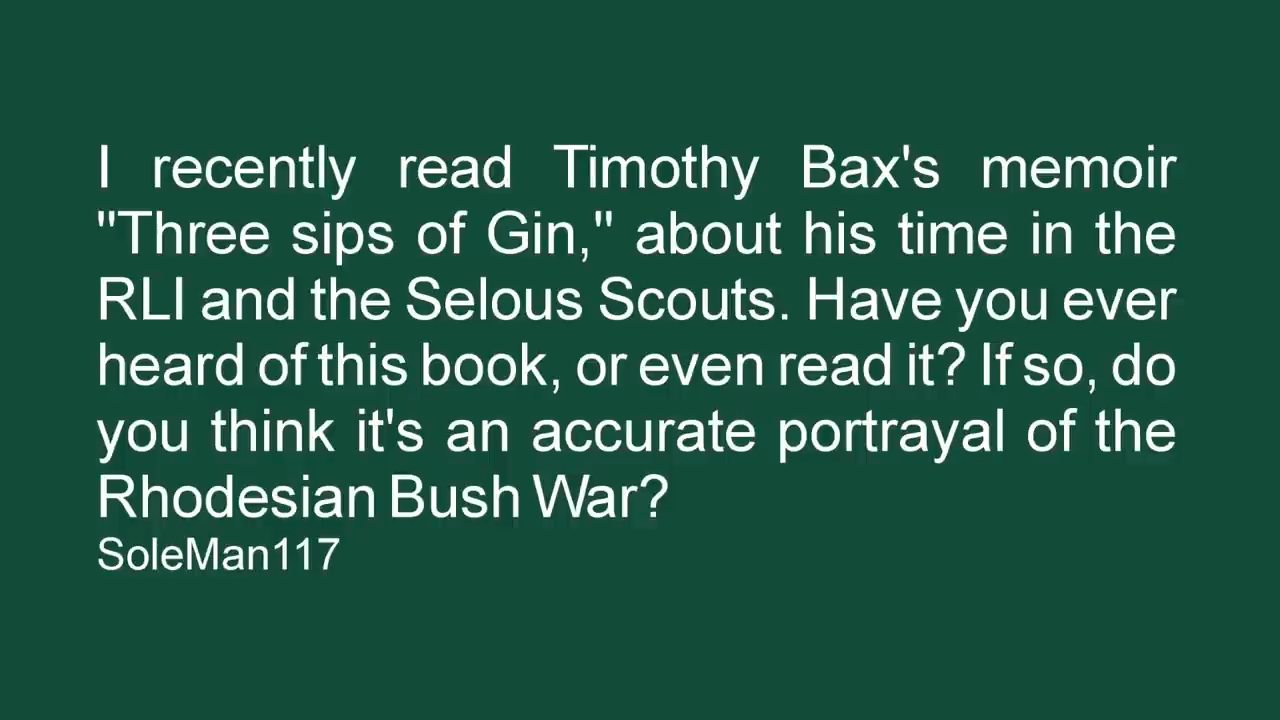 I recently read Timothy Bax's memoir
"Three sips of Gin," about his time in the
RLI and the Selous Scouts. Have you ever
heard of this book, or even read it? If so, do
you think it's an accurate portrayal of the
Rhodesian Bush War?
SoleMan117